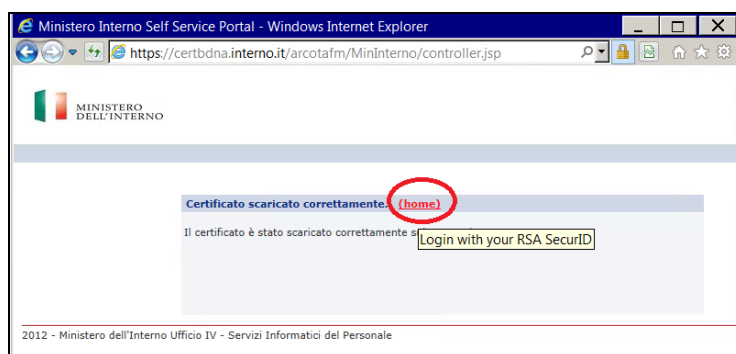 Ministero Interno Self Service Portal - Windows Internet Explorer
https://certbdna.interno.it/arcotafm/MinInterno/controller.jsp
MINISTERO
DELL'INTERNO
Certificato scaricato correttamente. (home)
Il certificato è stato scaricato correttamente
Login with your RSA SecurID
2012 - Ministero dell'Interno Ufficio IV - Servizi Informatici del Personale